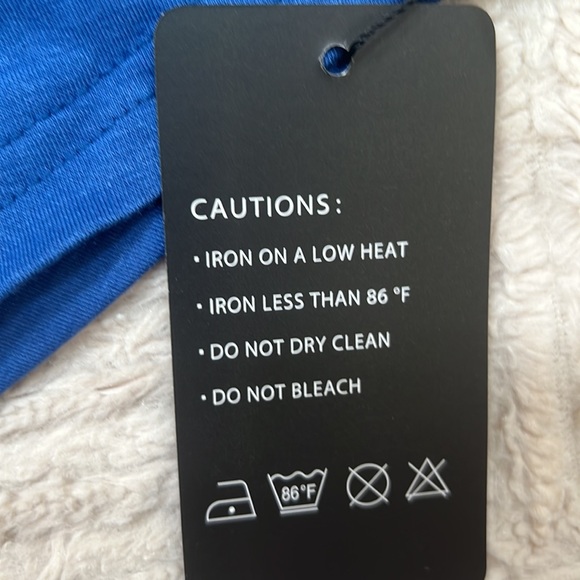 CAUTIONS:
• IRON ON A LOW HEAT
• IRON LESS THAN 86 °F
• DO NOT DRY CLEAN
• DO NOT BLEACH
86°F